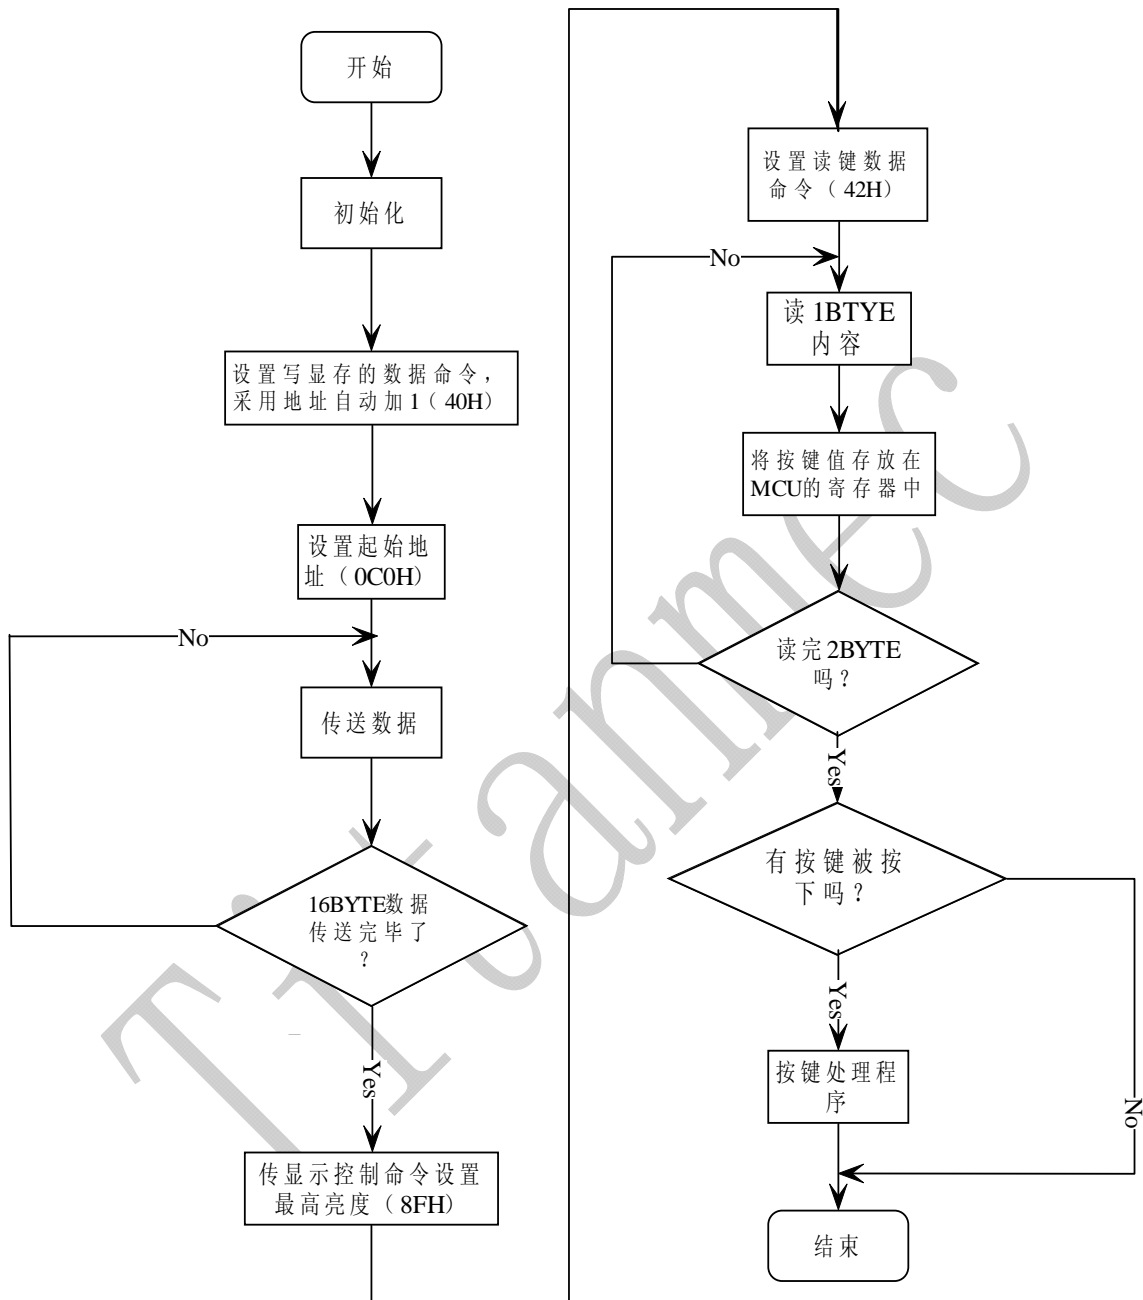 开始
初始化
设置写显存的数据命令，
采用地址自动加1（40H）
设置起始地
址（0C0H）
No
传送数据
16BYTE数据
传送完毕了
？
Yes
传显示控制命令设置
最高亮度（8FH）
设置读键数据
命令（42H）
No
读1BTYE
内容
将按键值存放在
MCU的寄存器中
读完2BYTE
吗？
Yes
有按键被按
下吗？
Yes
按键处理程
序
No
结束
Titanmec